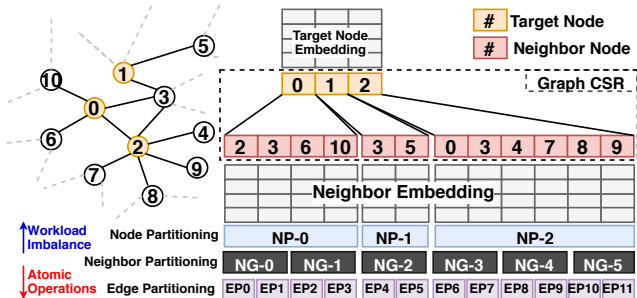 Target Node
Embedding
# Target Node
# Neighbor Node
Graph CSR
0 1 2
2 3 6 10 3 5 0 3 4 7 8 9
Neighbor Embedding
5
1
10
3
0
4
6
2
7
9
8
Workload
Imbalance
Atomic
Operations
Node Partitioning
NP-0 NP-1 NP-2
Neighbor Partitioning
NG-0 NG-1 NG-2 NG-3 NG-4 NG-5
Edge Partitioning
EP0 EP1 EP2 EP3 EP4 EP5 EP6 EP7 EP8 EP9 EP10 EP11